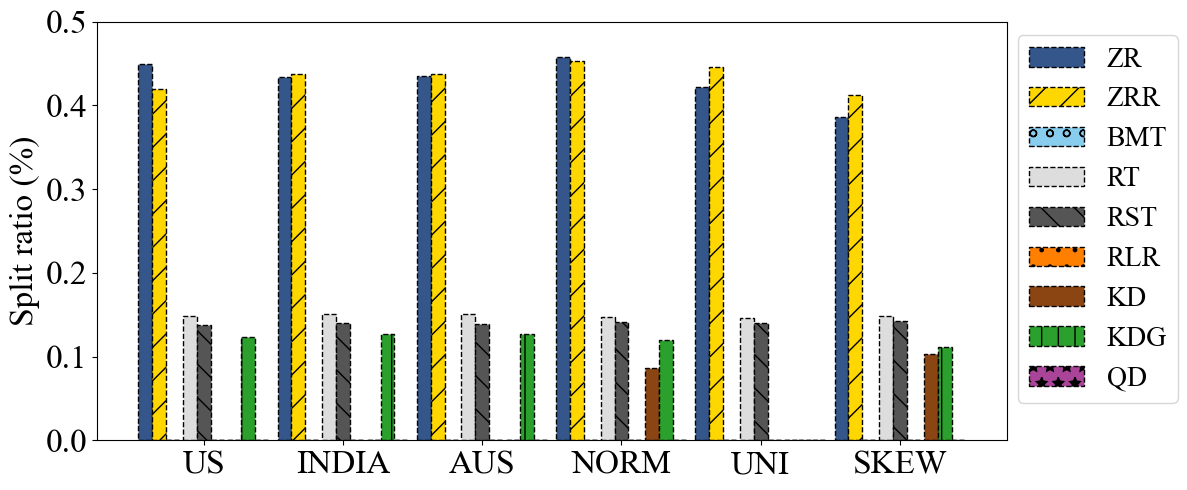 Split ratio (%)
0.5
0.4
0.3
0.2
0.1
0.0
US INDIA AUS NORM UNI SKEW
ZR
ZRR
BMT
RT
RST
RLR
KD
KDG
QD